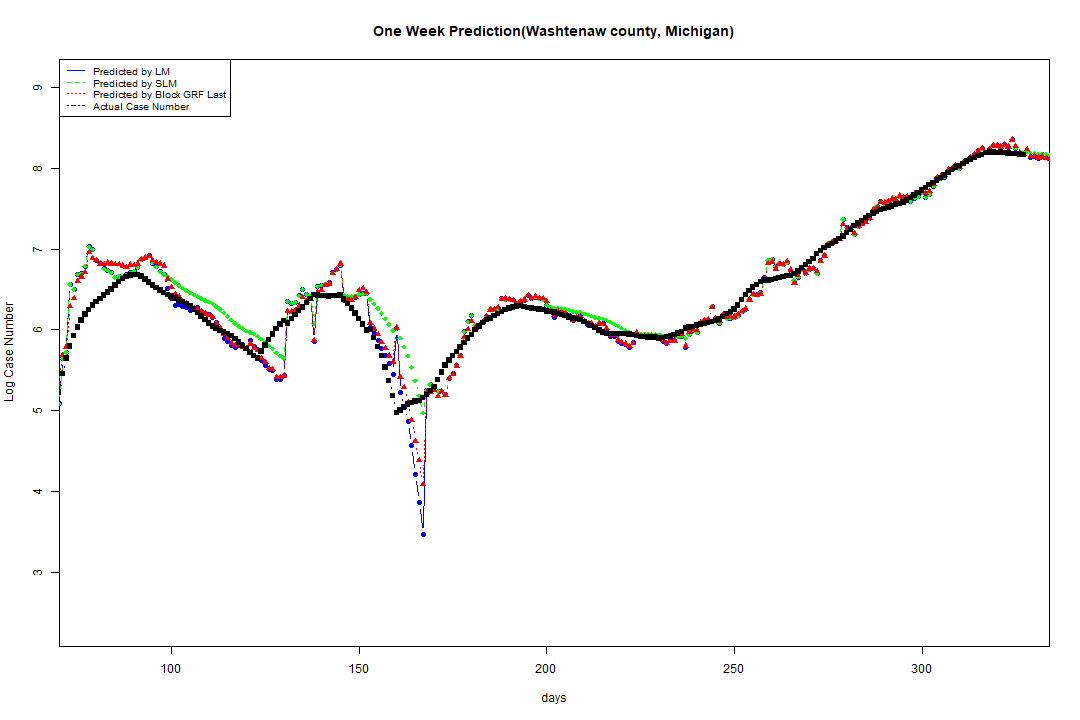 One Week Prediction(Washtenaw county, Michigan)
Predicted by LM
Predicted by SLM
Predicted by Block GRF Last
Actual Case Number
9
8
7
6
5
4
3
Log Case Number
100 150 200 250 300
days